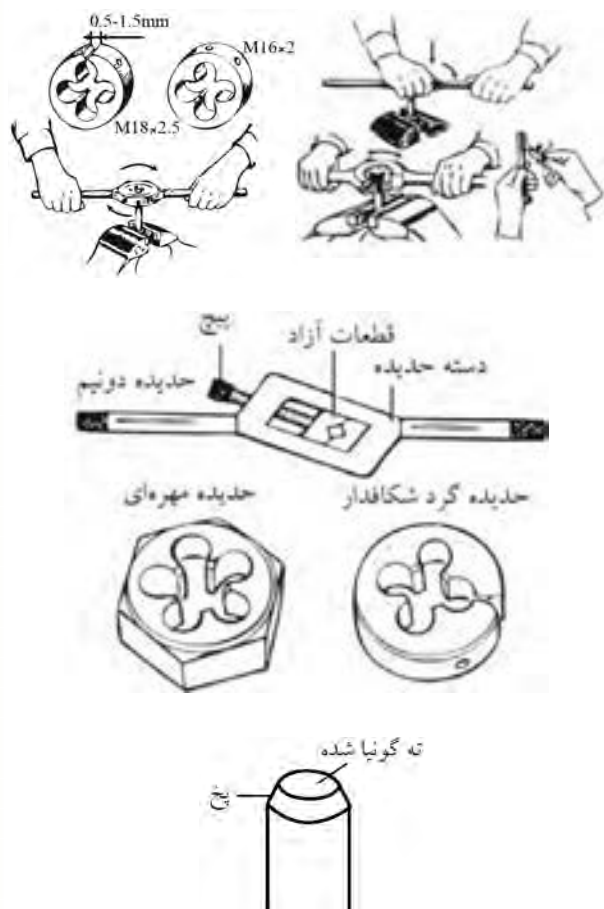 0.5-1.5mm
M16×2
M18×2.5
پیچ
قطعات آزاد
دسته حدیده
حدیده دونیم
حدیده گرد شکافدار
حدیده مهره‌ای
ته گونیا شده
پخ